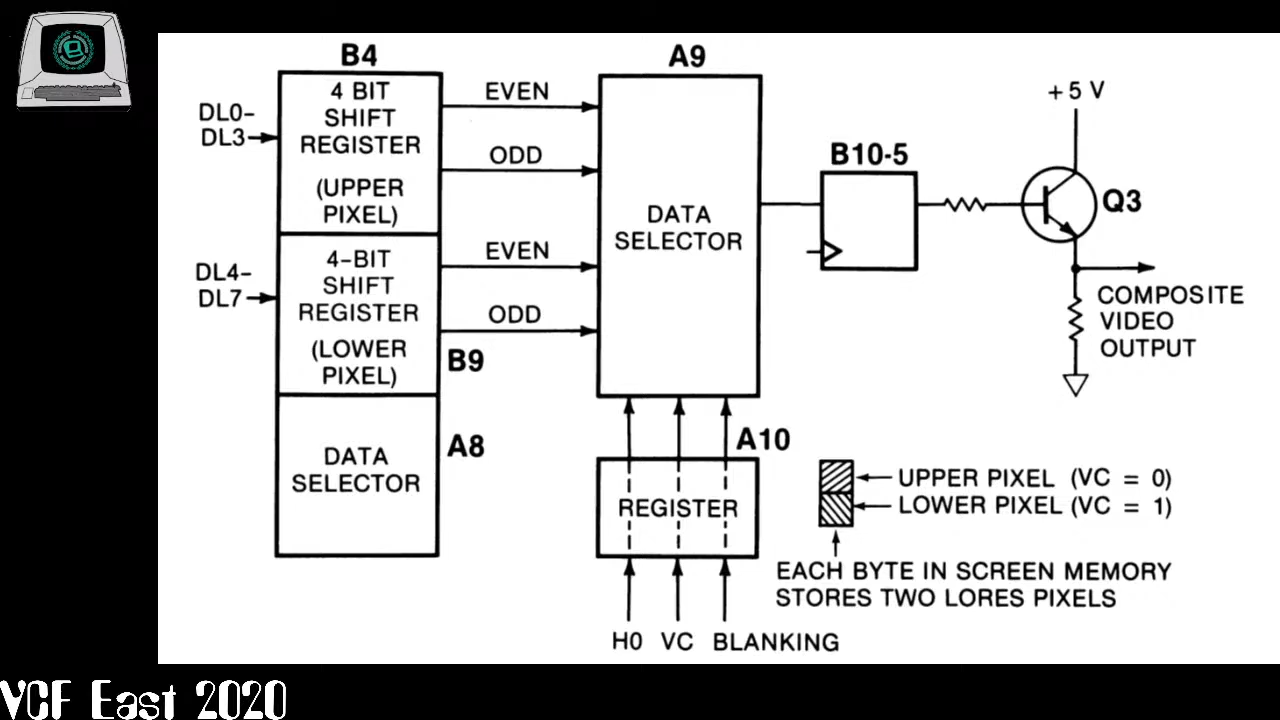 B4
A9
4 BIT
SHIFT
REGISTER
(UPPER
PIXEL)
DL0-
DL3
EVEN
ODD
4-BIT
SHIFT
REGISTER
(LOWER
PIXEL)
DL4-
DL7
EVEN
ODD
B9
DATA
SELECTOR
A8
DATA
SELECTOR
B10-5
+5 V
Q3
COMPOSITE
VIDEO
OUTPUT
A10
REGISTER
H0 VC BLANKING
UPPER PIXEL (VC = 0)
LOWER PIXEL (VC = 1)
EACH BYTE IN SCREEN MEMORY
STORES TWO LORES PIXELS
VCF East 2020